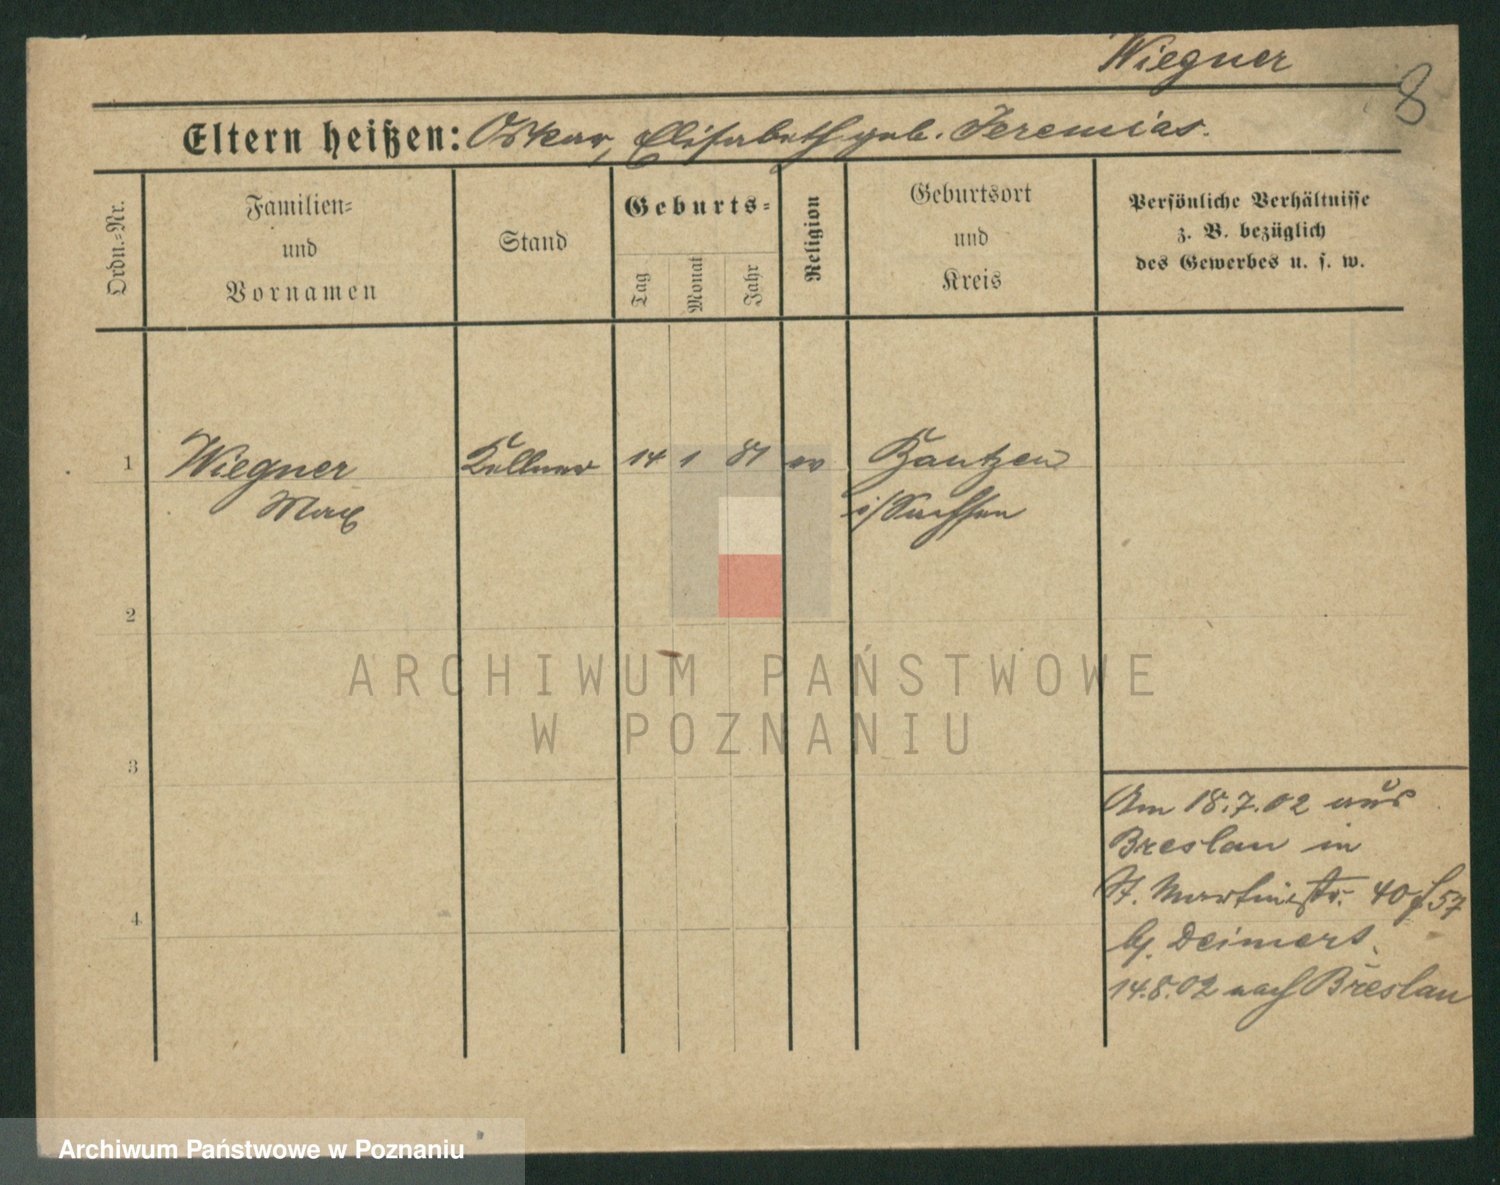 Wiegner
8
Eltern heißen: Oskar, Elisabeth geb. Jeremias.
Ordn.-Nr.
Familien-
und
Vornamen
Stand
Geburts-
Tag
Monat
Jahr
Religion
Geburtsort
und
Kreis
Persönliche Verhältnisse
z. B. bezüglich
des Gewerbes u. s. w.
1 Wiegner Kellner 14 1 81 ev Bautzen
Max i/Sachsen
2
3
4
Am 18.7.02 aus
Breslau in
St. Martinstr. 40 57
b/. Deimert.
14.8.02 nach Breslau
ARCHIWUM PAŃSTWOWE
W POZNANIU
Archiwum Państwowe w Poznaniu